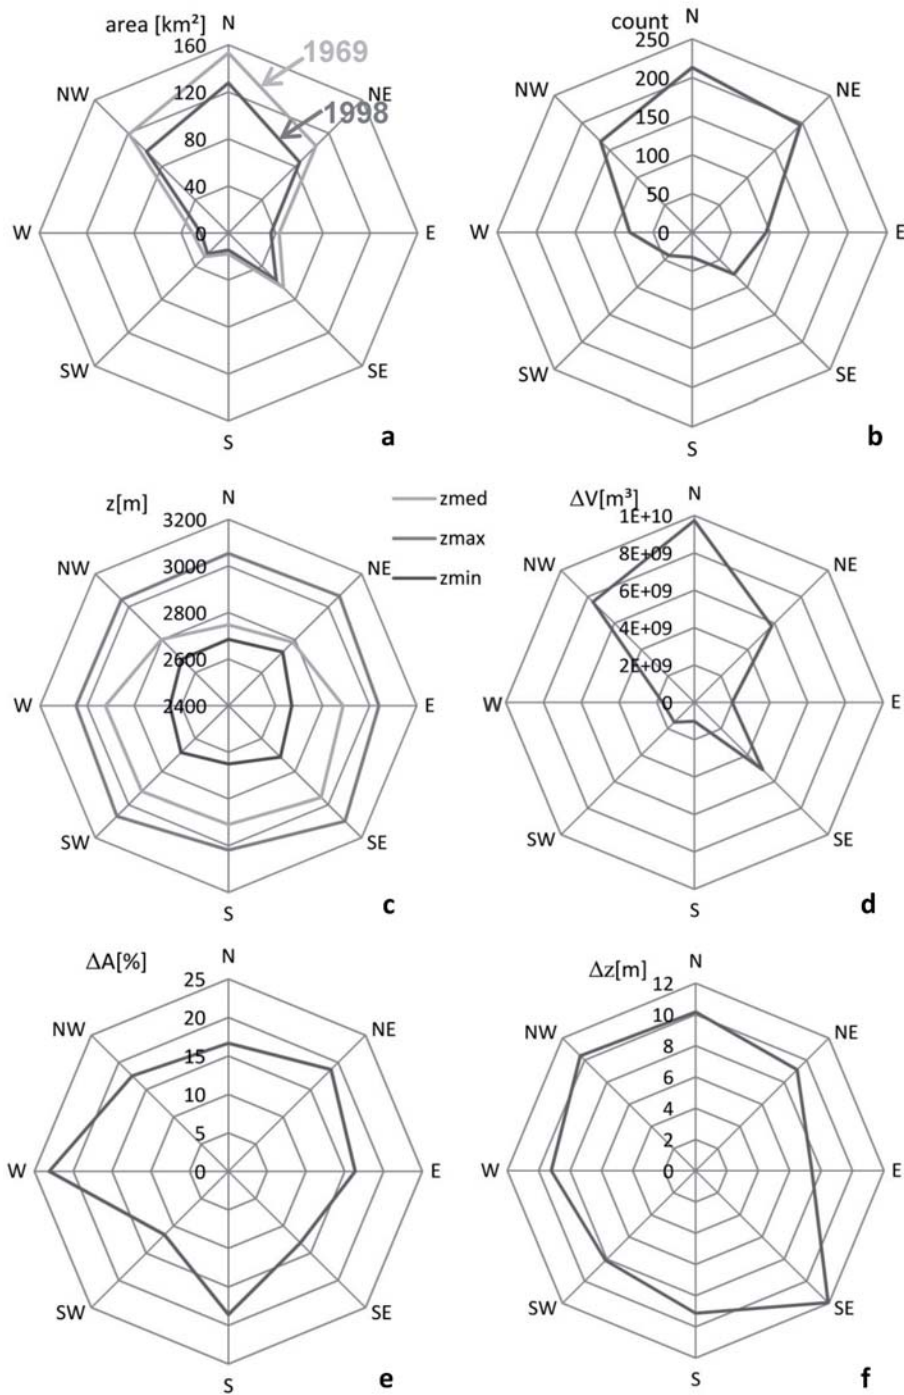 area [km²]
N
160
1969
NW
NE
120
1998
80
40
W
0
E
SW
SE
S
a
count
N
250
NW
200
NE
150
100
50
W
0
E
SW
SE
S
b
z[m]
N
3200
NW
3000
NE
2800
2600
W
2400
E
SW
SE
S
c
zmed
zmax
zmin
ΔV[m³]
N
1E+10
NW
8E+09
NE
6E+09
4E+09
2E+09
W
0
E
SW
SE
S
d
ΔA[%]
N
25
NW
20
NE
15
10
5
W
0
E
SW
SE
S
e
Δz[m]
N
12
NW
10
NE
8
6
4
2
W
0
E
SW
SE
S
f